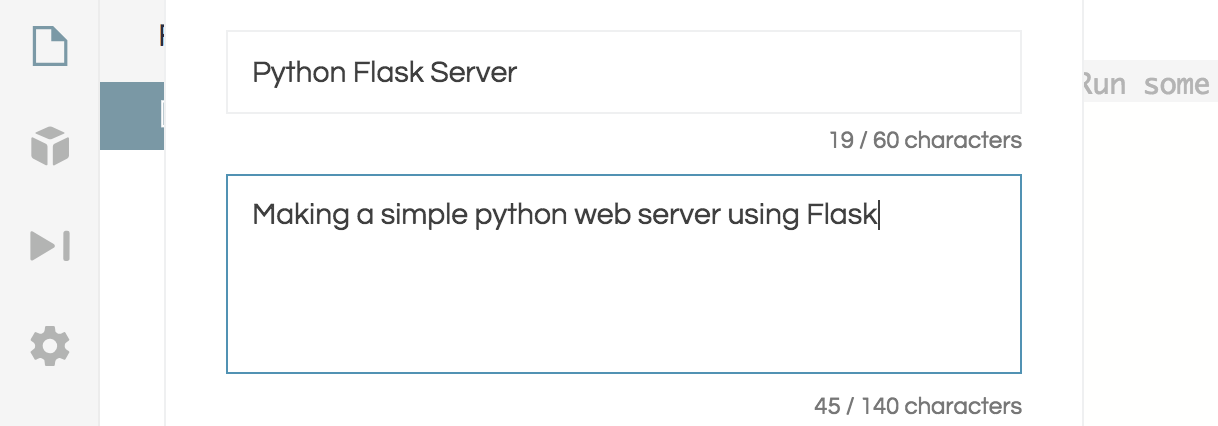 Python Flask Server
Run some
19 / 60 characters
Making a simple python web server using Flask
45 / 140 characters